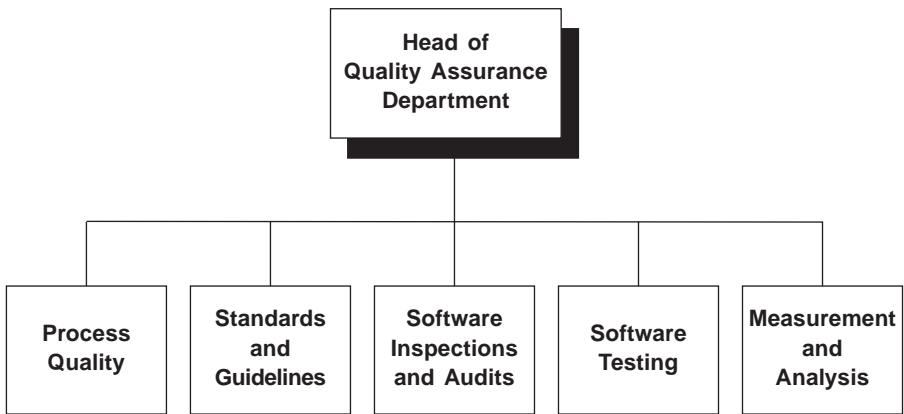 Head of
Quality Assurance
Department
Process
Quality
Standards
and
Guidelines
Software
Inspections
and Audits
Software
Testing
Measurement
and
Analysis